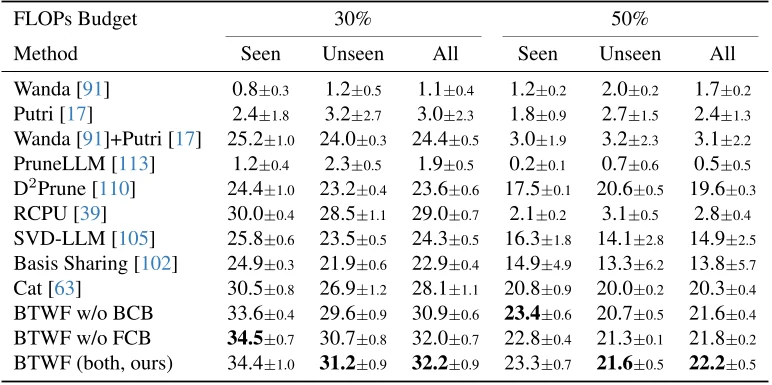 FLOPs Budget 30% 50%
Method Seen Unseen All Seen Unseen All
Wanda [91] 0.8±0.3 1.2±0.5 1.1±0.4 1.2±0.2 2.0±0.2 1.7±0.2
Putri [17] 2.4±1.8 3.2±2.7 3.0±2.3 1.8±0.9 2.7±1.5 2.4±1.3
Wanda [91]+Putri [17] 25.2±1.0 24.0±0.3 24.4±0.5 3.0±1.9 3.2±2.3 3.1±2.2
PruneLLM [113] 1.2±0.4 2.3±0.5 1.9±0.5 0.2±0.1 0.7±0.6 0.5±0.5
D²Prune [110] 24.4±1.0 23.2±0.4 23.6±0.6 17.5±0.1 20.6±0.5 19.6±0.3
RCPU [39] 30.0±0.4 28.5±1.1 29.0±0.7 2.1±0.2 3.1±0.5 2.8±0.4
SVD-LLM [105] 25.8±0.6 23.5±0.5 24.3±0.5 16.3±1.8 14.1±2.8 14.9±2.5
Basis Sharing [102] 24.9±0.3 21.9±0.6 22.9±0.4 14.9±4.9 13.3±6.2 13.8±5.7
Cat [63] 30.5±0.8 26.9±1.2 28.1±1.1 20.8±0.9 20.0±0.2 20.3±0.4
BTWF w/o BCB 33.6±0.4 29.6±0.9 30.9±0.6 23.4±0.6 20.7±0.5 21.6±0.4
BTWF w/o FCB 34.5±0.7 30.7±0.8 32.0±0.7 22.8±0.4 21.3±0.1 21.8±0.2
BTWF (both, ours) 34.4±1.0 31.2±0.9 32.2±0.9 23.3±0.7 21.6±0.5 22.2±0.5